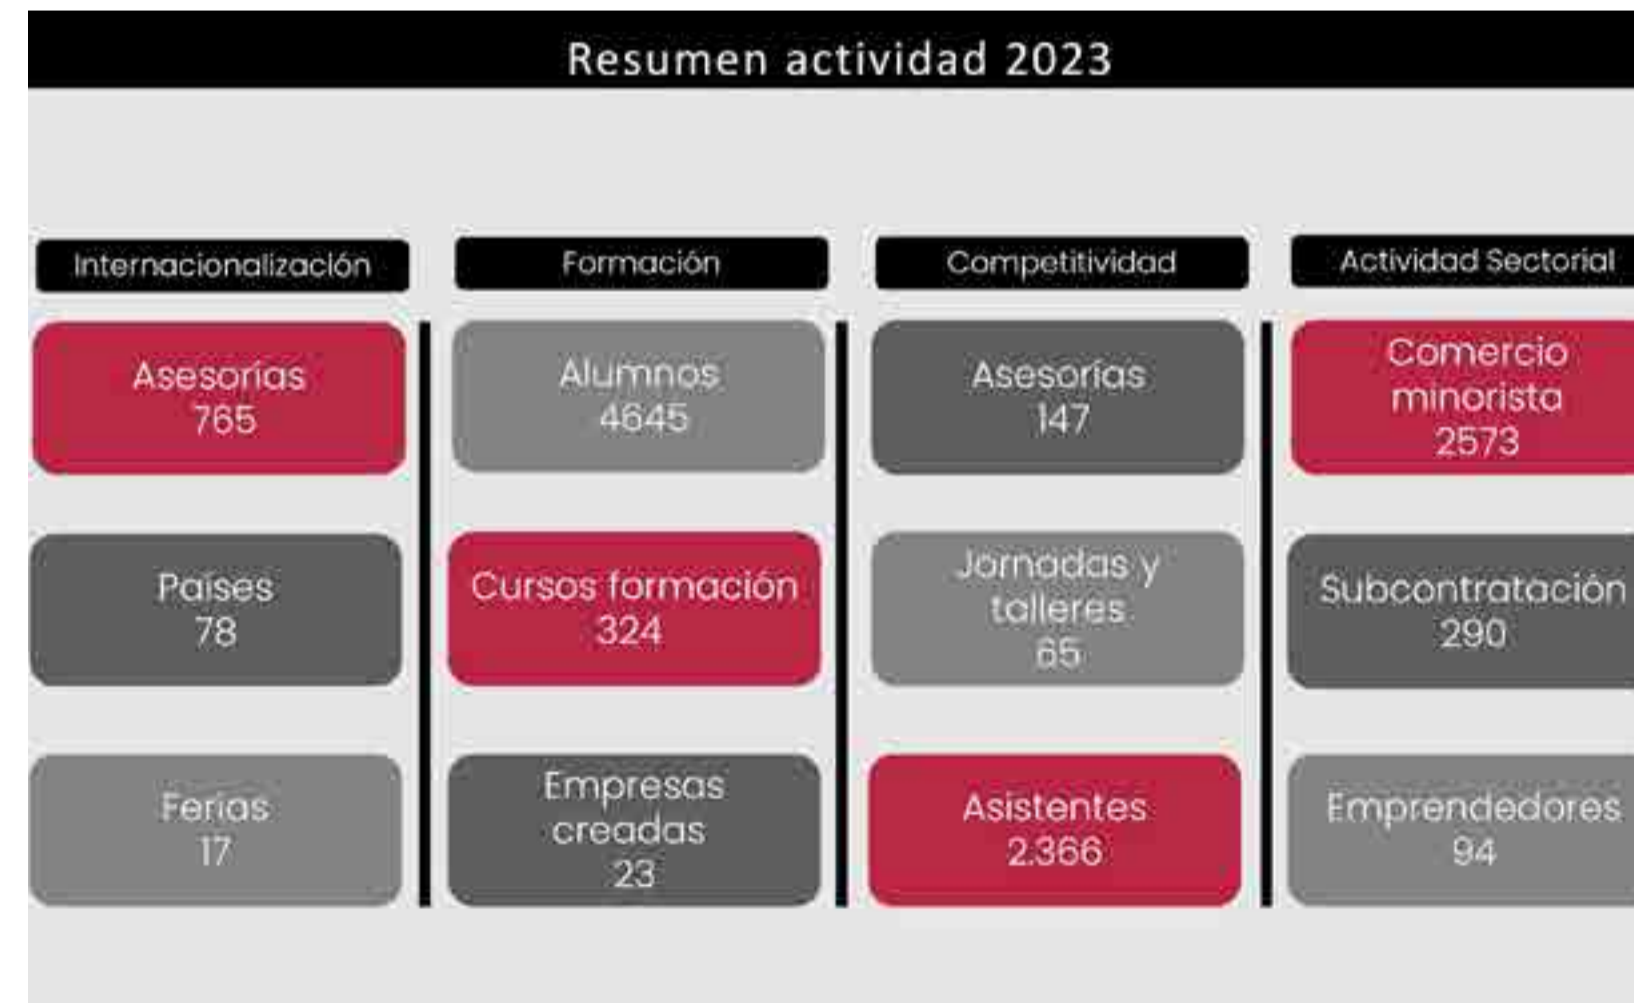 Resumen actividad 2023
Internacionalización
Asesorías
765
Países
78
Ferias
17
Formación
Alumnos
4645
Cursos formación
324
Empresas
creadas
23
Competitividad
Asesorías
147
Jornadas y
talleres
65
Asistentes
2.366
Actividad Sectorial
Comercio
minorista
2573
Subcontratación
290
Emprendedores
94